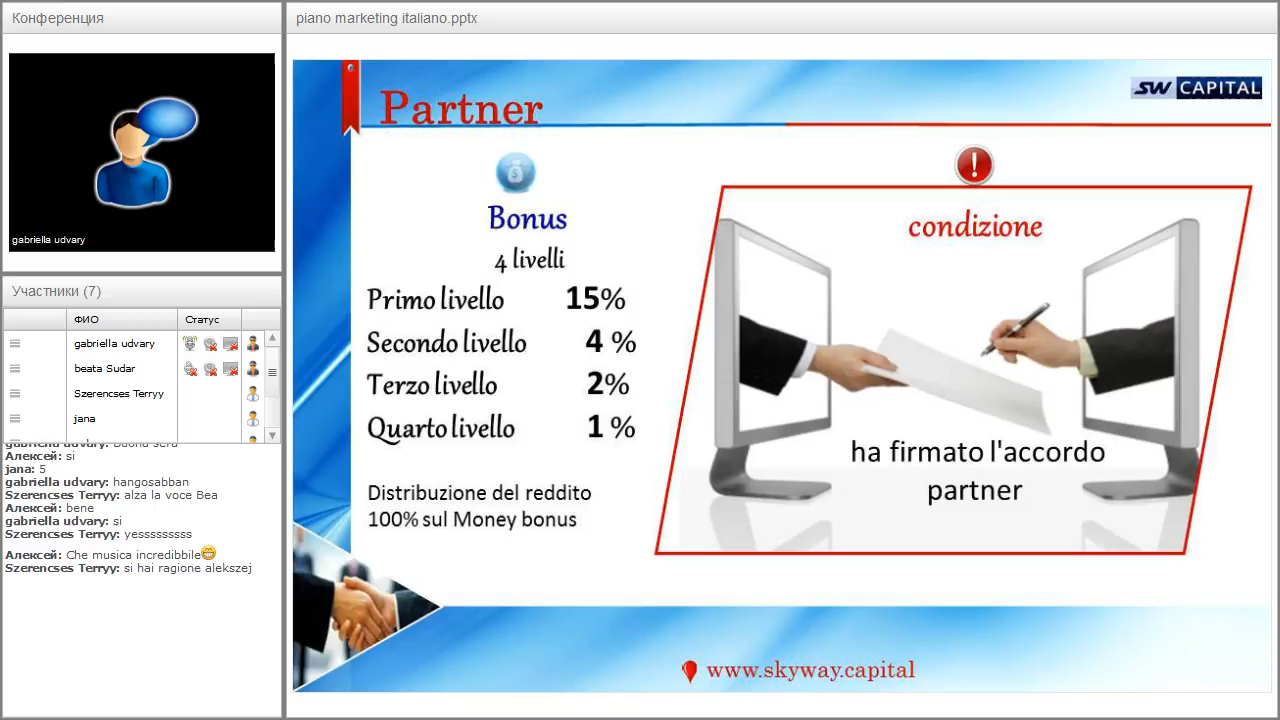 Конференция
gabriella udvary
Участники (7)
ФИО Статус
gabriella udvary
beata Sudar
Szerencses Terryy
jana
gabriella udvary: Buona sera
Алексей: si
jana: 5
gabriella udvary: hangosabban
Szerencses Terryy: alza la voce Bea
Алексей: bene
gabriella udvary: si
Szerencses Terryy: yesssssssss
Алексей: Che musica incredibbile
Szerencses Terryy: si hai ragione alekszej
piano marketing italiano.pptx
Partner
SW CAPITAL
Bonus
4 livelli
Primo livello 15%
Secondo livello 4 %
Terzo livello 2%
Quarto livello 1 %
Distribuzione del reddito
100% sul Money bonus
condizione
ha firmato l'accordo
partner
www.skyway.capital